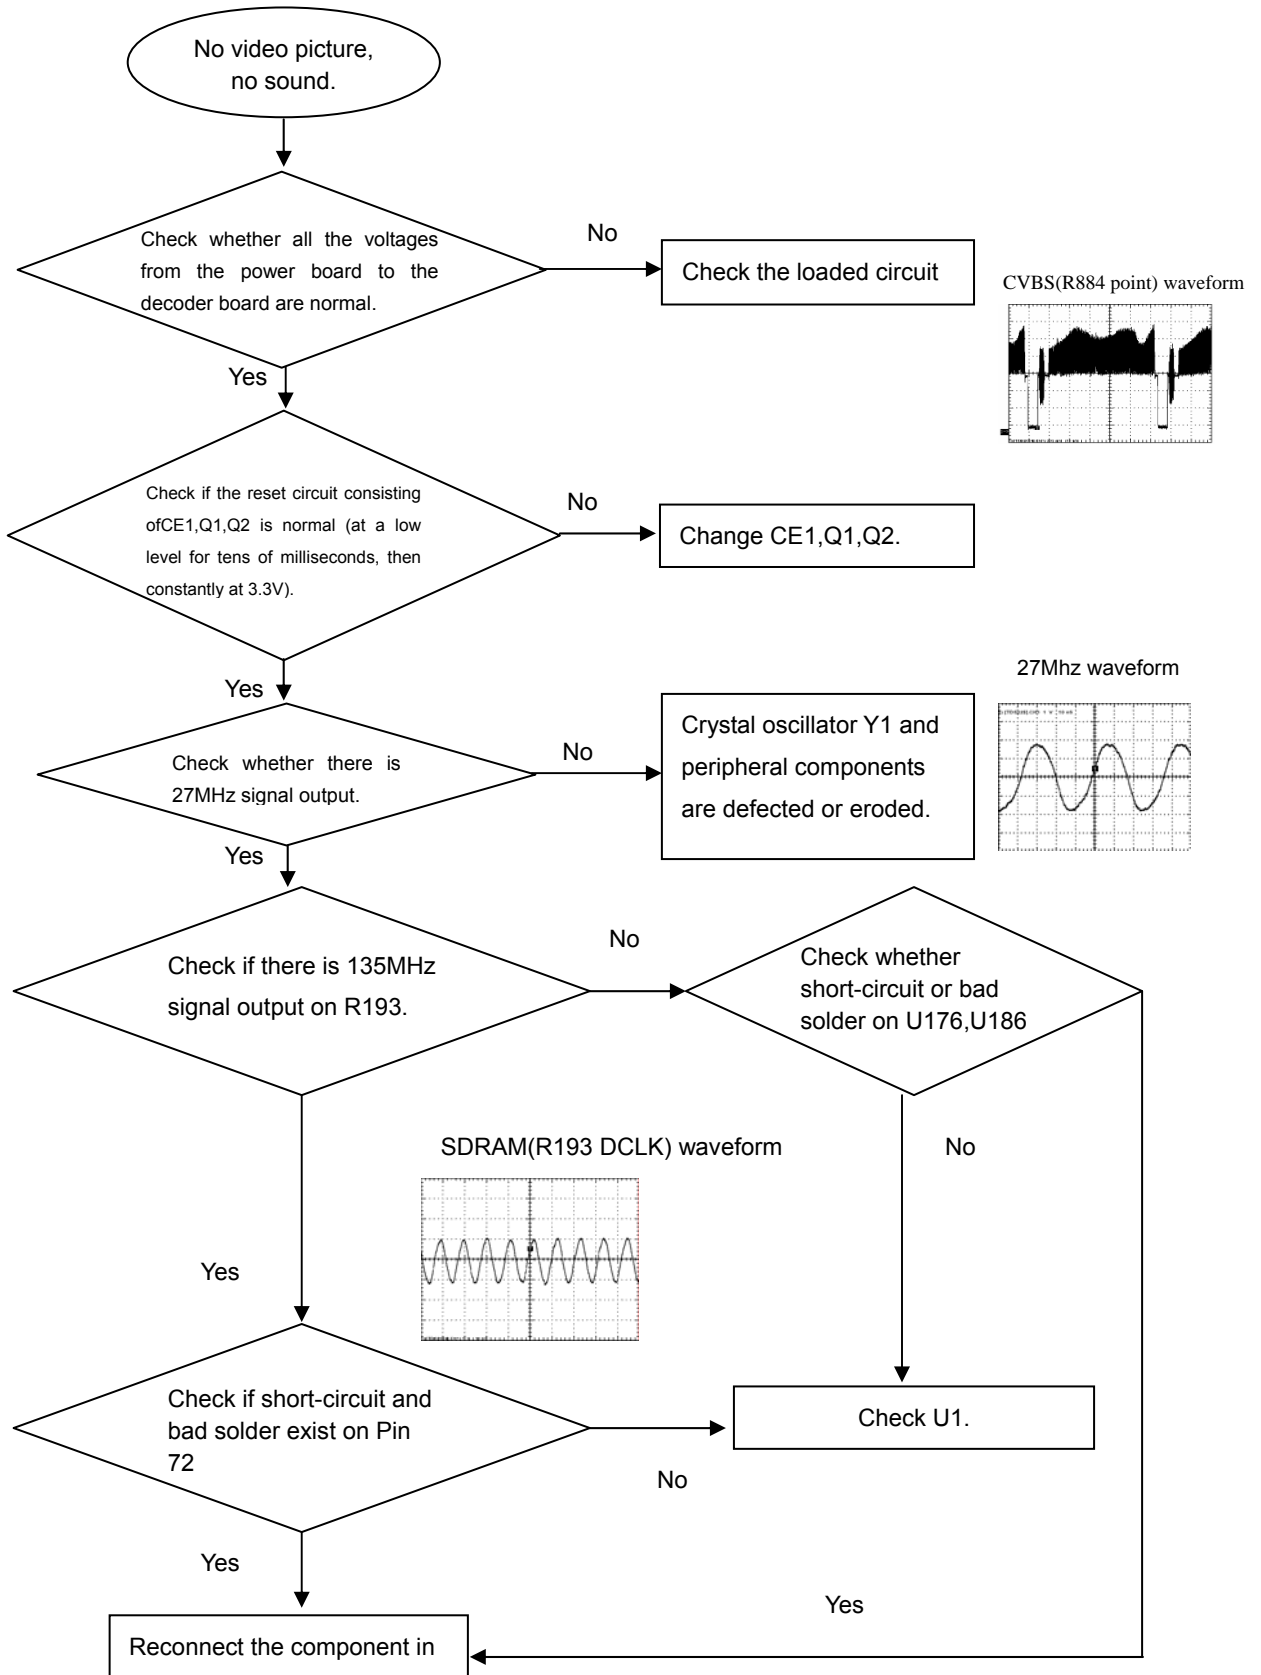 No video picture,
no sound.
Check whether all the voltages
from the power board to the
decoder board are normal.
No
Check the loaded circuit
CVBS(R884 point) waveform
Yes
Check if the reset circuit consisting
ofCE1,Q1,Q2 is normal (at a low
level for tens of milliseconds, then
constantly at 3.3V).
No
Change CE1,Q1,Q2.
Yes
27Mhz waveform
Check whether there is
27MHz signal output.
No
Crystal oscillator Y1 and
peripheral components
are defected or eroded.
Yes
Check if there is 135MHz
signal output on R193.
No
Check whether
short-circuit or bad
solder on U176,U186
SDRAM(R193 DCLK) waveform
No
Yes
Check if short-circuit and
bad solder exist on Pin
72
No
Check U1.
Yes
Yes
Reconnect the component in